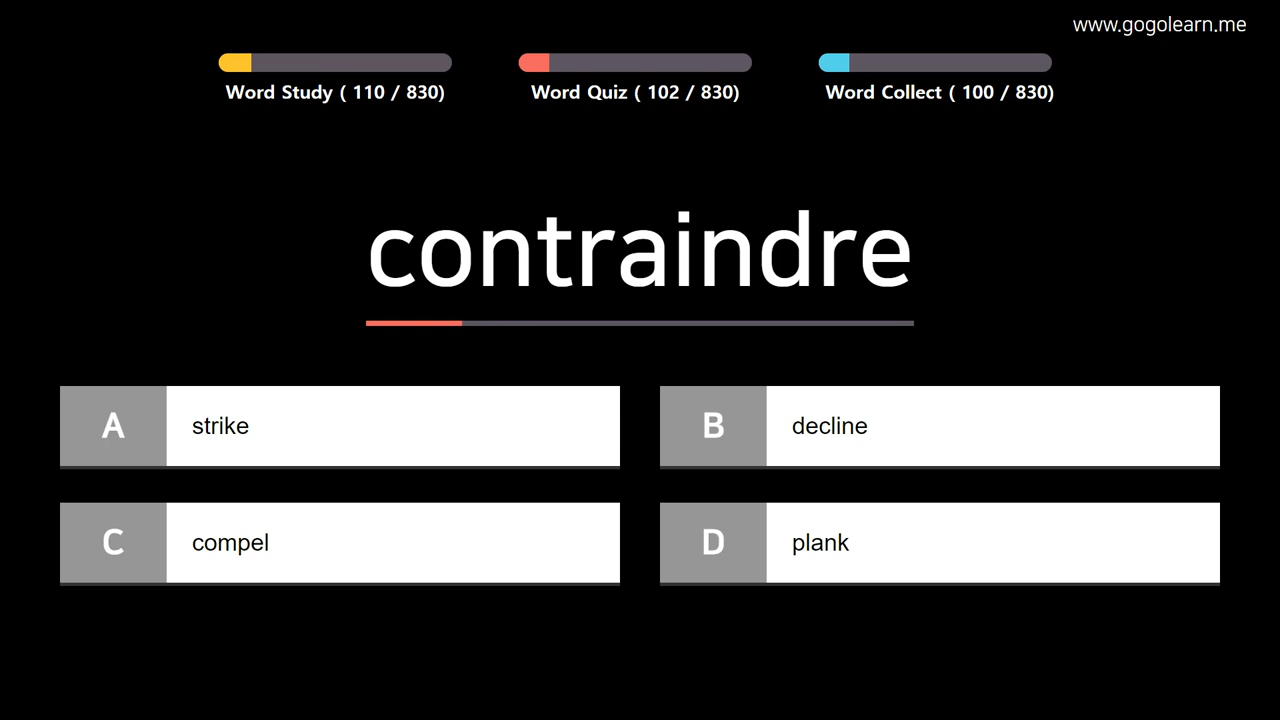 www.gogolearn.me
Word Study ( 110 / 830)
Word Quiz ( 102 / 830)
Word Collect ( 100 / 830)
contraindre
A strike
B decline
C compel
D plank